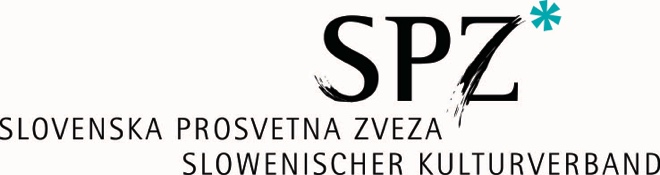 SPZ*
SLOVENSKA PROSVETNA ZVEZA
SLOWENISCHER KULTURVERBAND